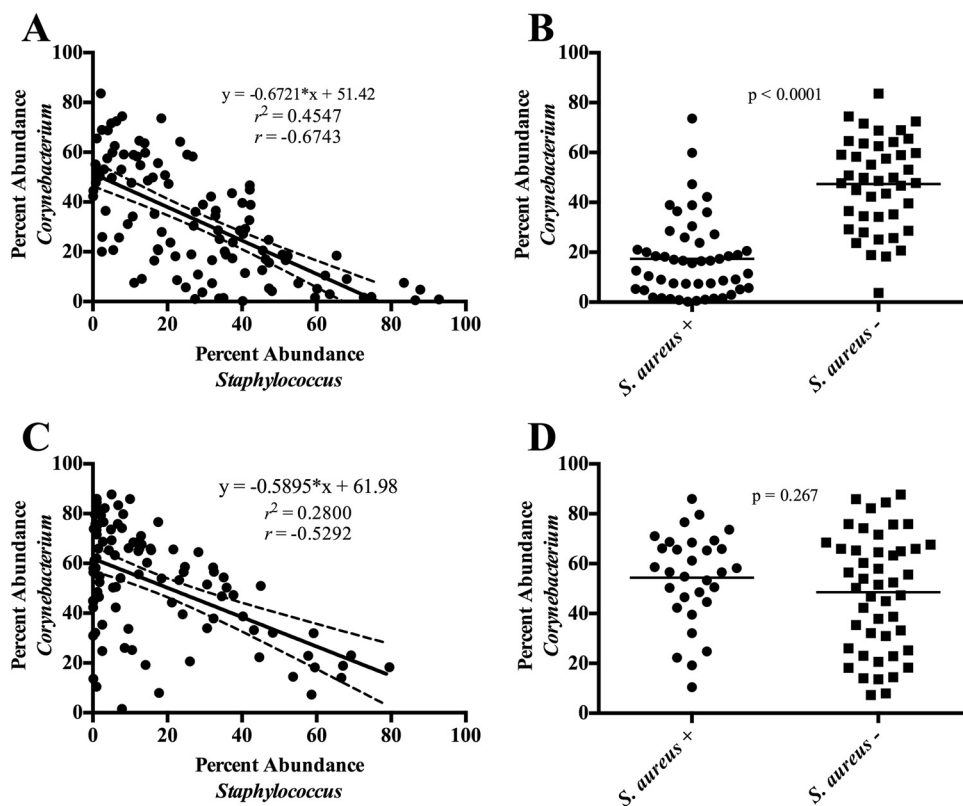 A
Percent Abundance
Corynebacterium
100
80
60
40
20
0
y = -0.6721*x + 51.42
r² = 0.4547
r = -0.6743
0 20 40 60 80 100
Percent Abundance
Staphylococcus
B
Percent Abundance
Corynebacterium
100
80
60
40
20
0
p < 0.0001
S. aureus +
S. aureus -
C
Percent Abundance
Corynebacterium
100
80
60
40
20
0
y = -0.5895*x + 61.98
r² = 0.2800
r = -0.5292
0 20 40 60 80 100
Percent Abundance
Staphylococcus
D
Percent Abundance
Corynebacterium
100
80
60
40
20
0
p = 0.267
S. aureus +
S. aureus -